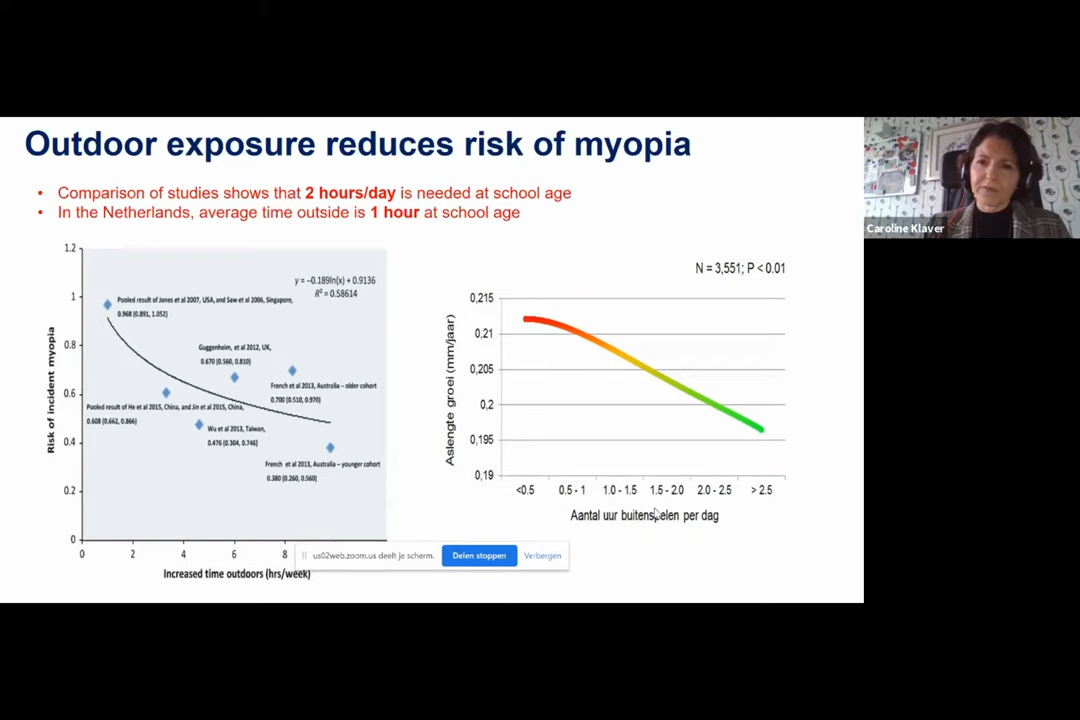 Outdoor exposure reduces risk of myopia
• Comparison of studies shows that 2 hours/day is needed at school age
• In the Netherlands, average time outside is 1 hour at school age
Caroline Klaver
1.2
1
0.8
0.6
0.4
0.2
0
Risk of incident myopia
y = −0.189ln(x) + 0.9136
R² = 0.58614
Pooled result of Jones et al 2007, USA, and Saw et al 2006, Singapore,
0.968 (0.891, 1.052)
Guggenheim, et al 2012, UK,
0.670 (0.560, 0.810)
French et al 2013, Australia – older cohort
0.700 (0.510, 0.970)
Pooled result of He et al 2015, China, and Jin et al 2015, China,
0.608 (0.662, 0.866)
Wu et al 2013, Taiwan,
0.476 (0.304, 0.746)
French et al 2013, Australia – younger cohort
0.380 (0.260, 0.560)
0 2 4 6 8
Increased time outdoors (hrs/week)
N = 3,551; P < 0.01
0,215
0,21
0,205
0,2
0,195
0,19
Aslengte groei (mm/jaar)
<0.5 0.5 - 1 1.0 - 1.5 1.5 - 2.0 2.0 - 2.5 > 2.5
Aantal uur buitenspelen per dag
us02web.zoom.us deelt je scherm. Delen stoppen Verbergen